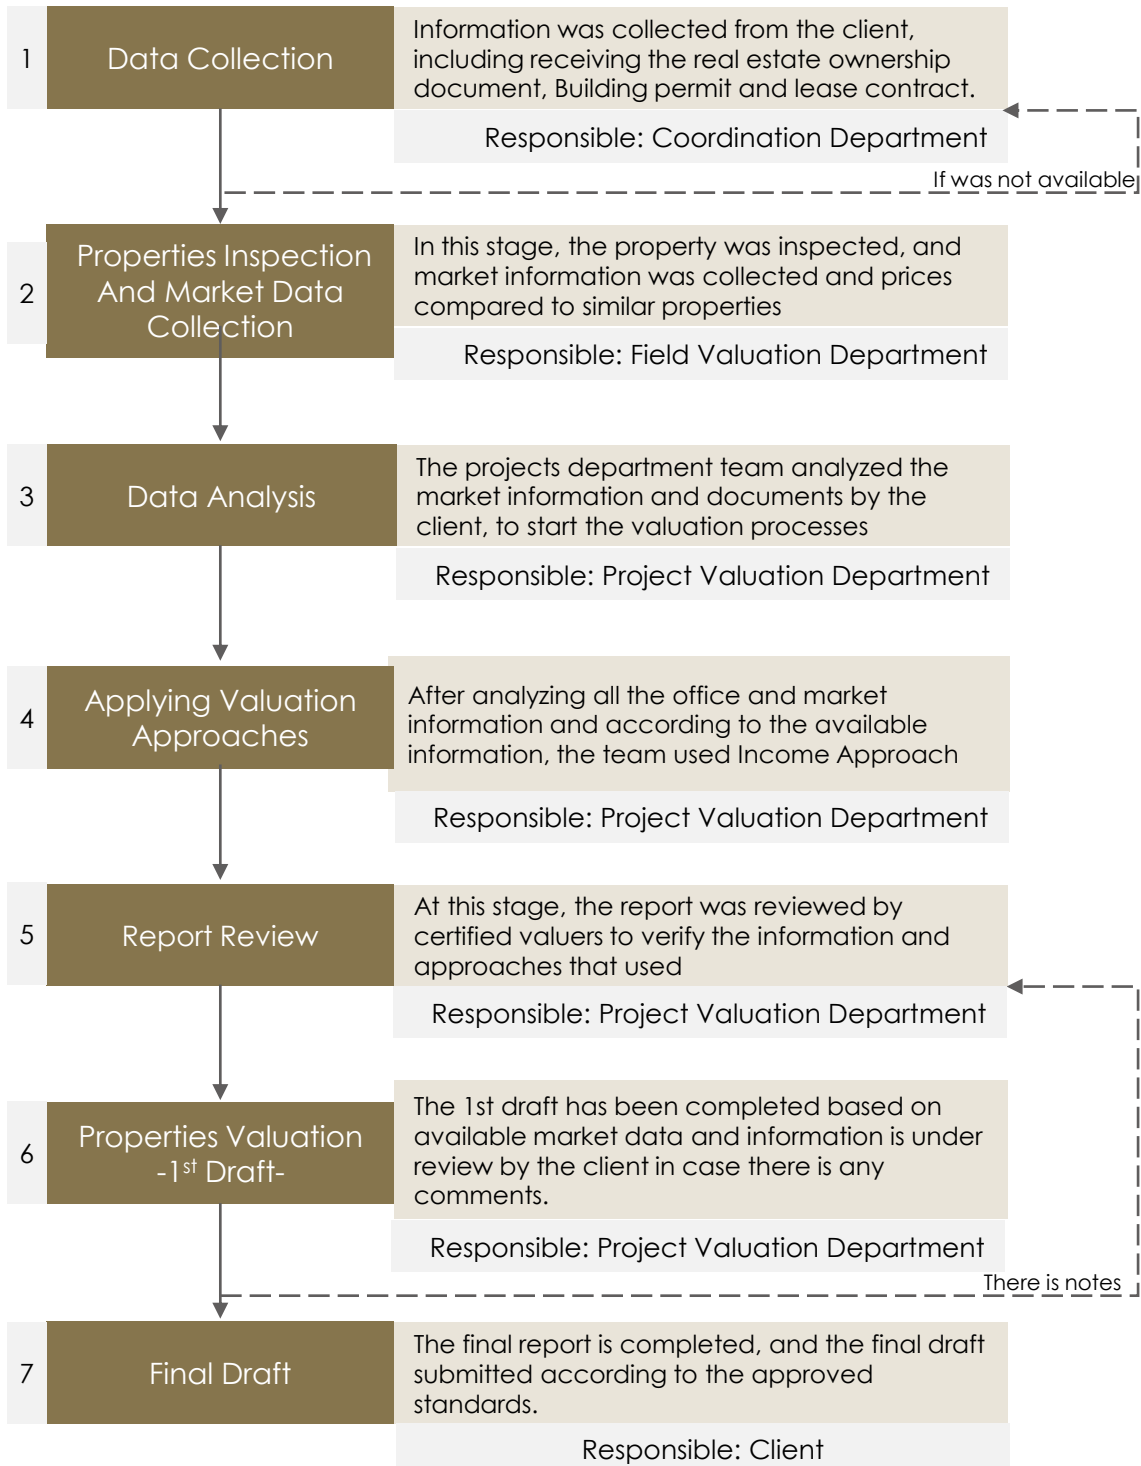 1
Data Collection
Information was collected from the client,
including receiving the real estate ownership
document, Building permit and lease contract.
Responsible: Coordination Department
If was not available
2
Properties Inspection
And Market Data
Collection
In this stage, the property was inspected, and
market information was collected and prices
compared to similar properties
Responsible: Field Valuation Department
3
Data Analysis
The projects department team analyzed the
market information and documents by the
client, to start the valuation processes
Responsible: Project Valuation Department
4
Applying Valuation
Approaches
After analyzing all the office and market
information and according to the available
information, the team used Income Approach
Responsible: Project Valuation Department
5
Report Review
At this stage, the report was reviewed by
certified valuers to verify the information and
approaches that used
Responsible: Project Valuation Department
6
Properties Valuation
-1st Draft-
The 1st draft has been completed based on
available market data and information is under
review by the client in case there is any
comments.
Responsible: Project Valuation Department
There is notes
7
Final Draft
The final report is completed, and the final draft
submitted according to the approved
standards.
Responsible: Client